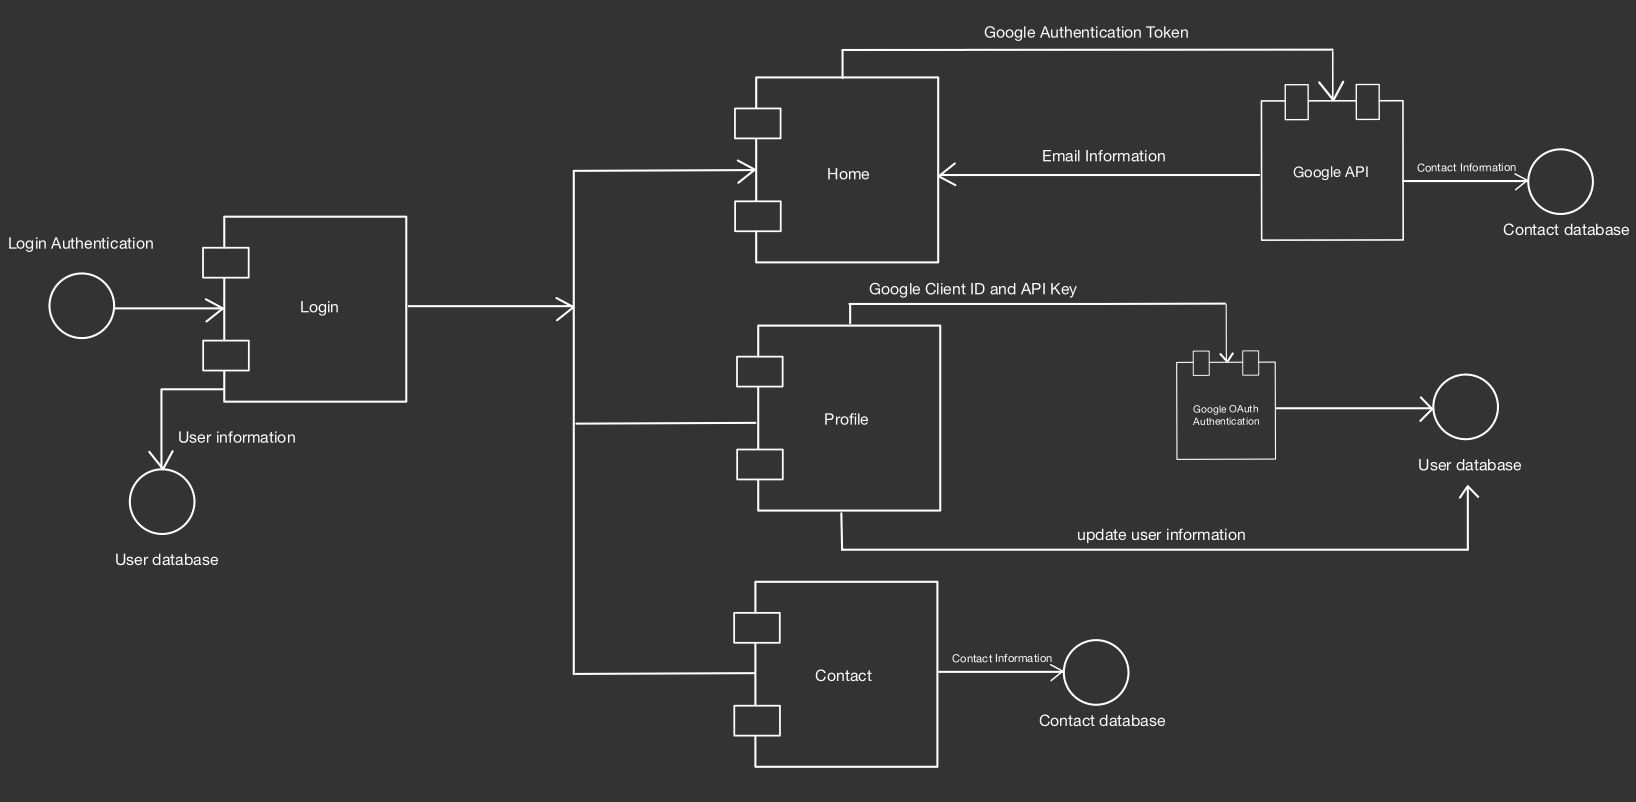 Google Authentication Token
Email Information
Home
Google API
Contact Information
Contact database
Login Authentication
Login
User information
User database
Google Client ID and API Key
Profile
Google OAuth
Authentication
User database
update user information
Contact
Contact Information
Contact database